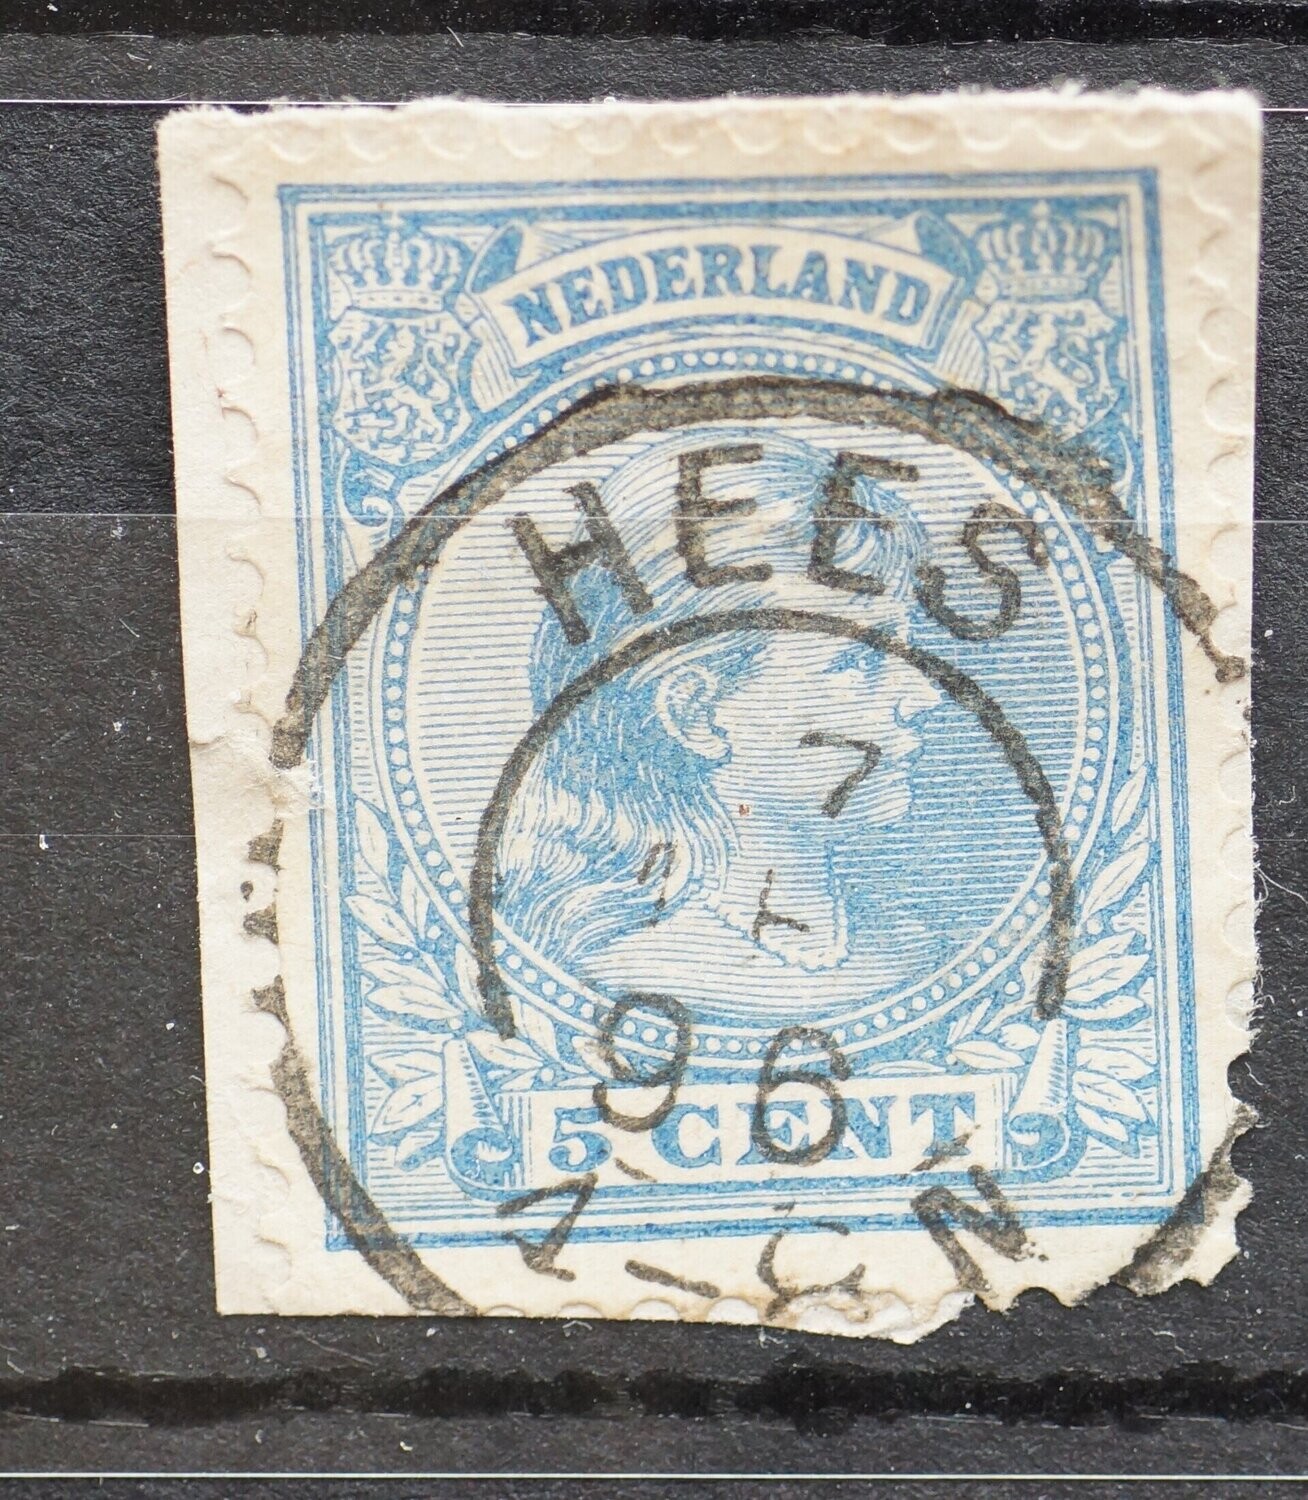 NEDERLAND
HEES
7
96
5 CENT